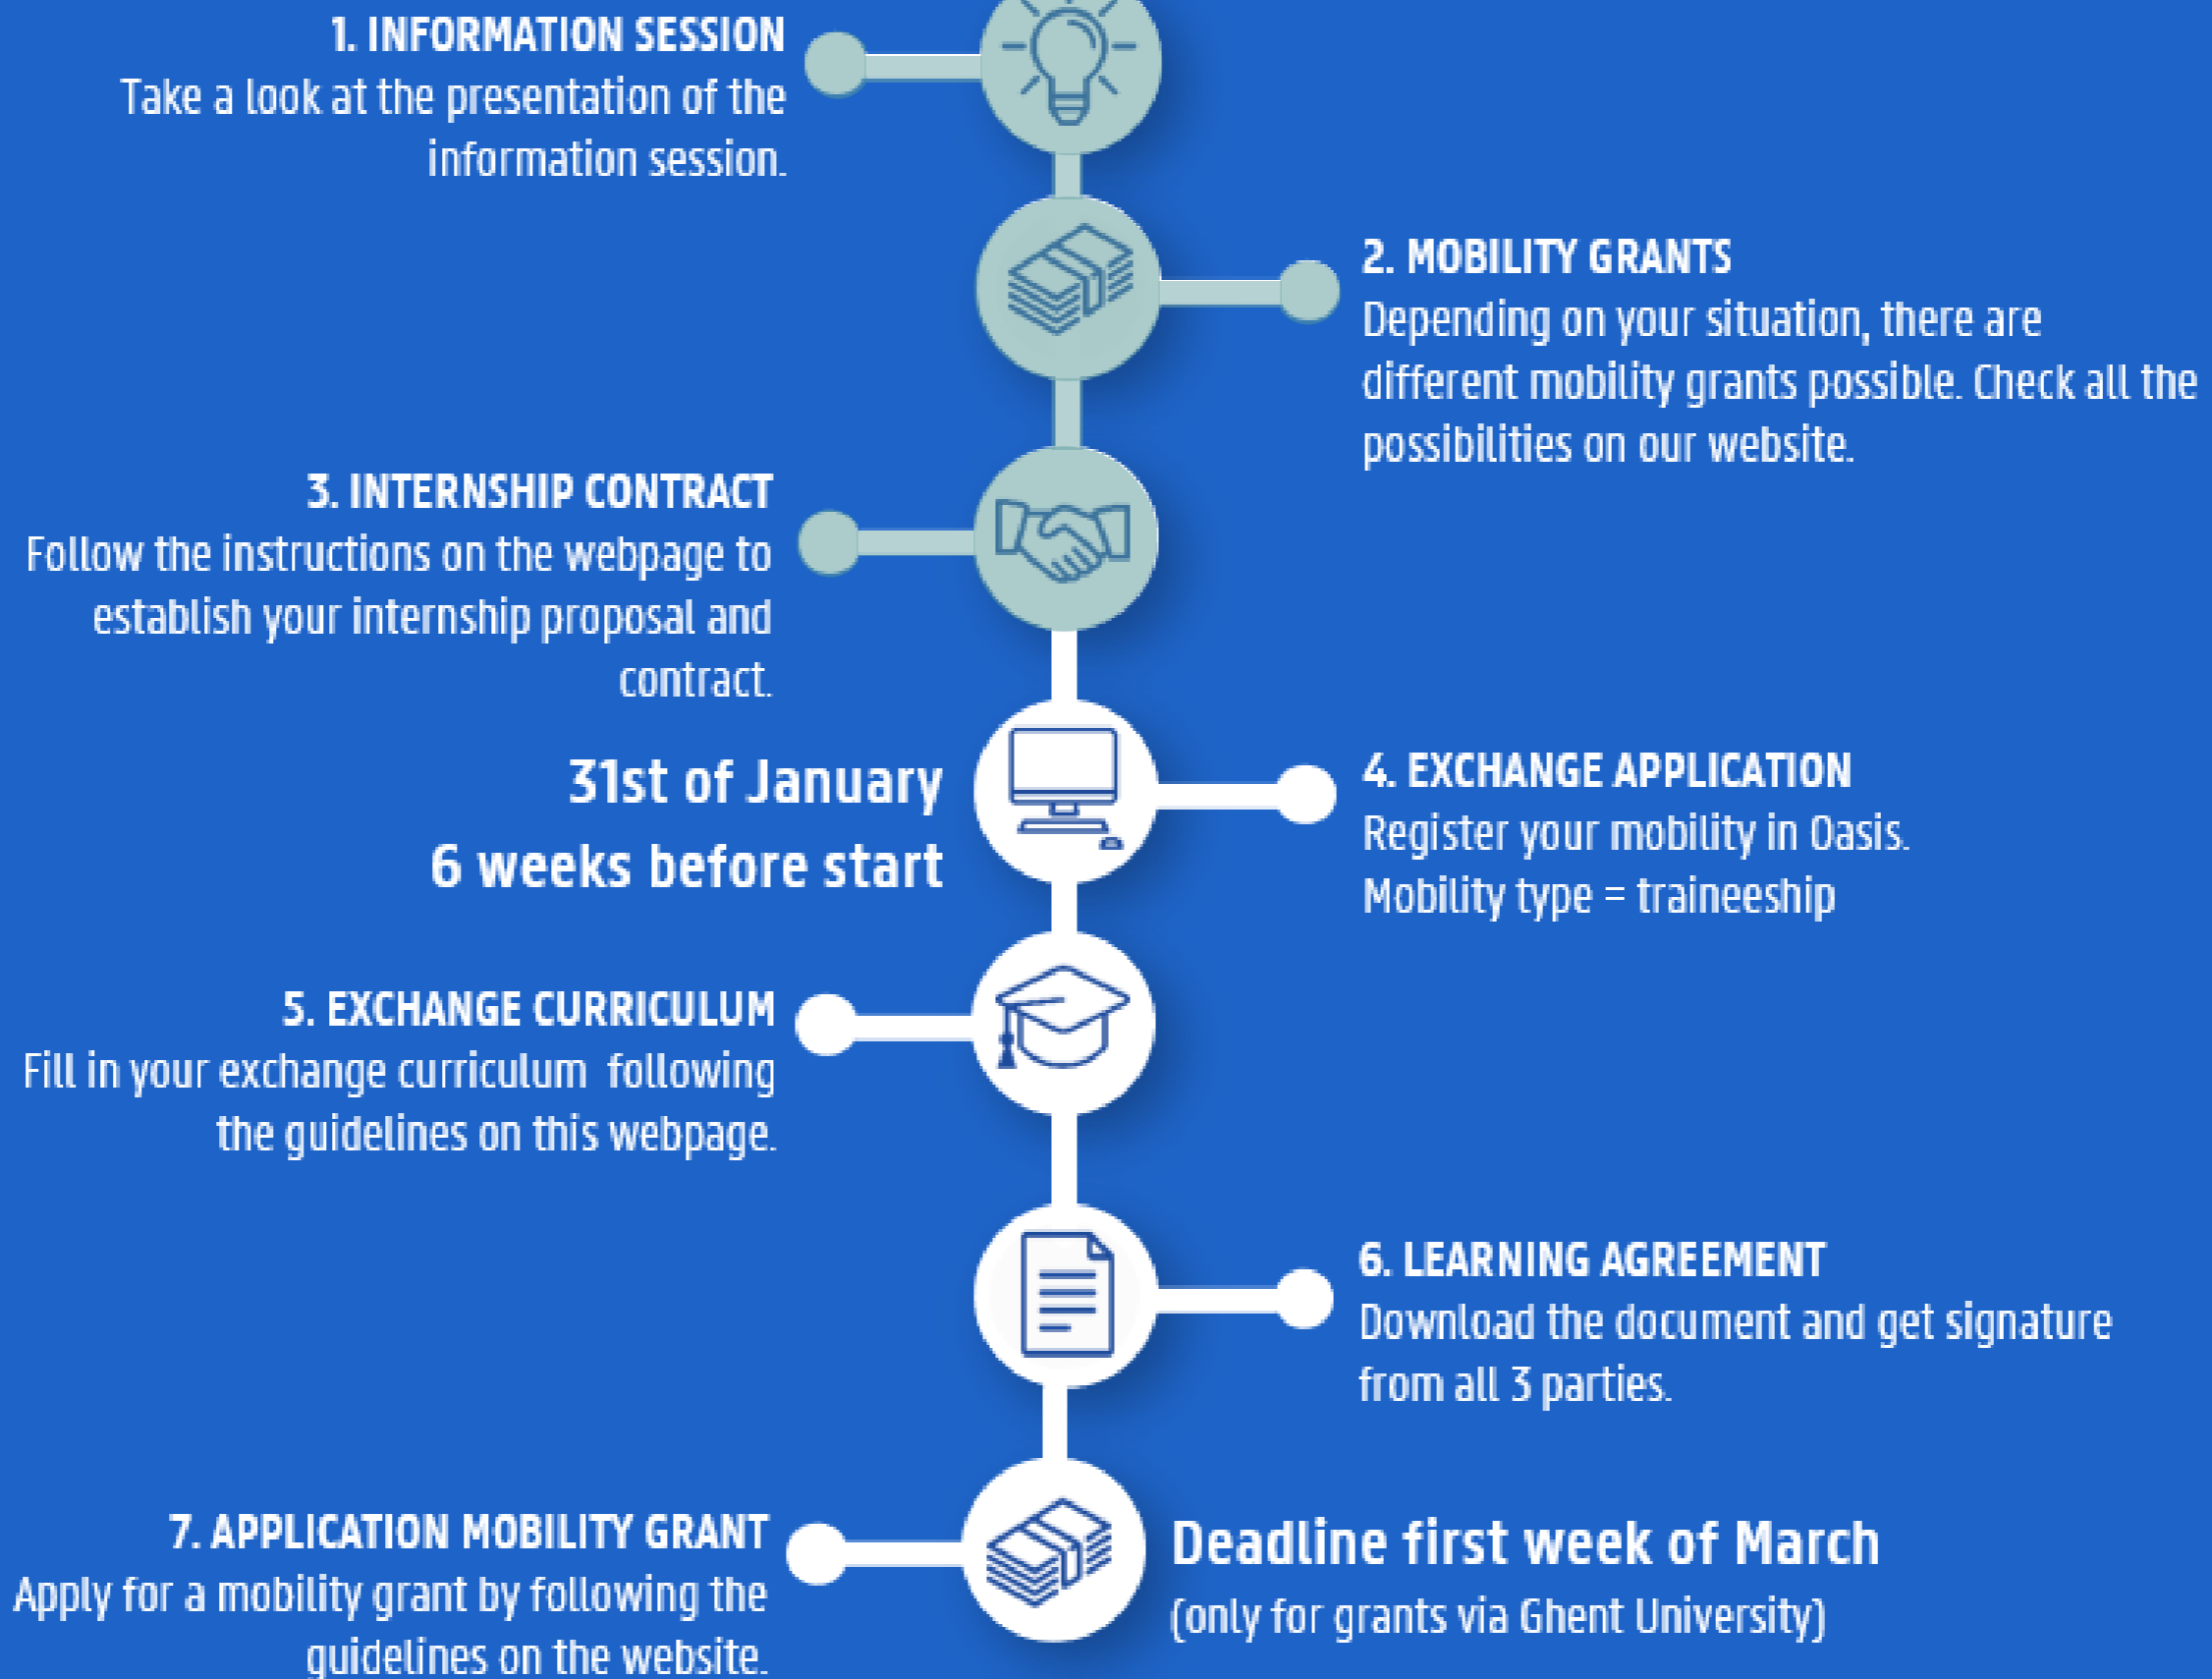 1. INFORMATION SESSION
Take a look at the presentation of the
information session.
2. MOBILITY GRANTS
Depending on your situation, there are
different mobility grants possible. Check all the
possibilities on our website.
3. INTERNSHIP CONTRACT
Follow the instructions on the webpage to
establish your internship proposal and
contract.
31st of January
6 weeks before start
4. EXCHANGE APPLICATION
Register your mobility in Oasis.
Mobility type = traineeship
5. EXCHANGE CURRICULUM
Fill in your exchange curriculum following
the guidelines on this webpage.
6. LEARNING AGREEMENT
Download the document and get signature
from all 3 parties.
7. APPLICATION MOBILITY GRANT
Apply for a mobility grant by following the
guidelines on the website.
Deadline first week of March
(only for grants via Ghent University)